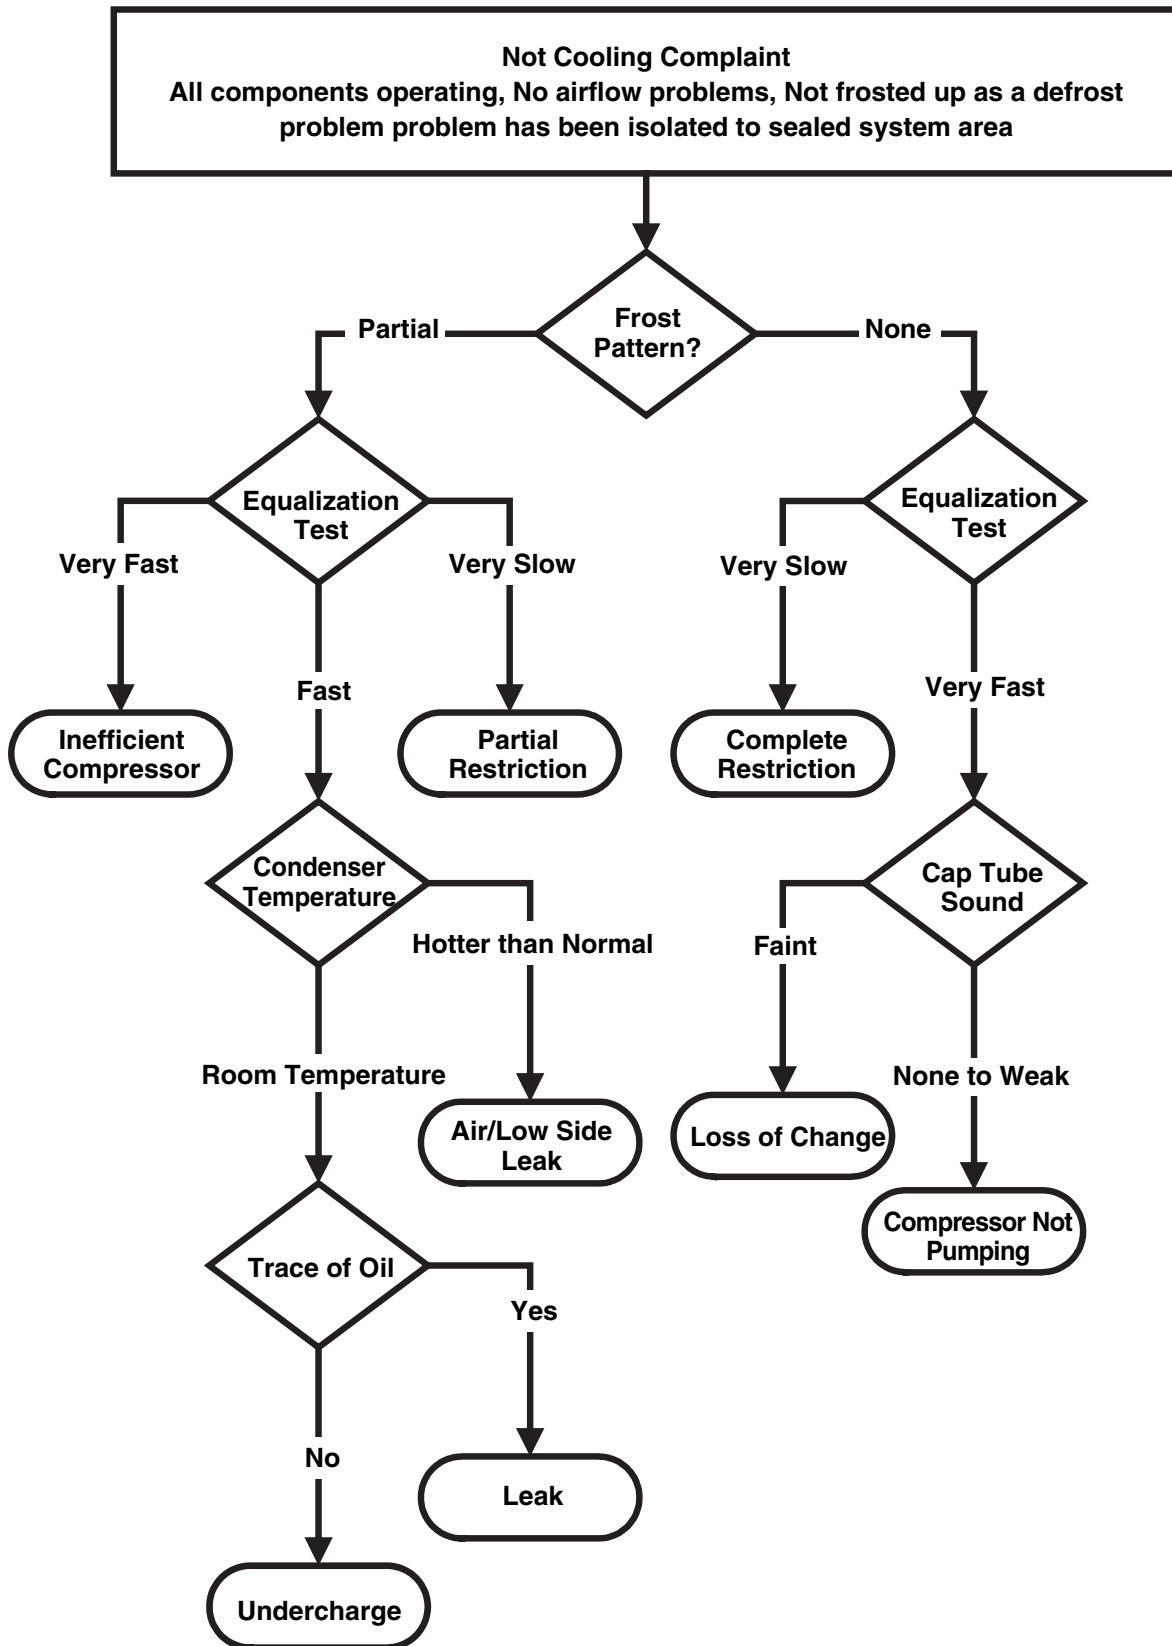 Not Cooling Complaint
All components operating, No airflow problems, Not frosted up as a defrost
problem problem has been isolated to sealed system area
Frost
Pattern?
Partial
None
Equalization
Test
Equalization
Test
Very Fast
Very Slow
Very Slow
Fast
Very Fast
Inefficient
Compressor
Partial
Restriction
Complete
Restriction
Condenser
Temperature
Cap Tube
Sound
Hotter than Normal
Faint
Room Temperature
None to Weak
Air/Low Side
Leak
Loss of Change
Compressor Not
Pumping
Trace of Oil
Yes
No
Leak
Undercharge